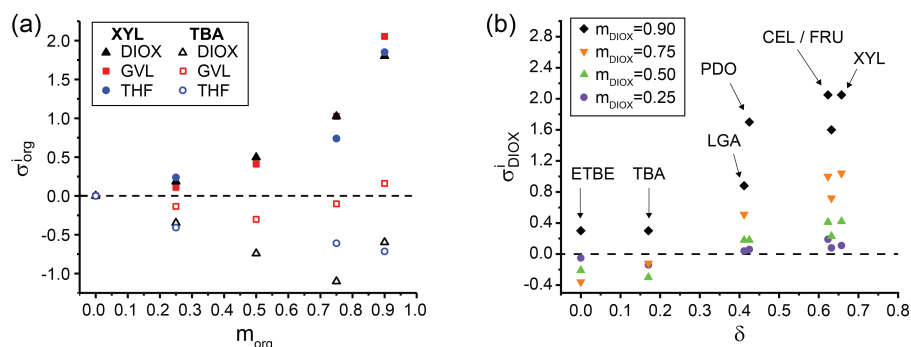 (a)
XYL TBA
DIOX DIOX
GVL GVL
THF THF
2.0
1.5
1.0
0.5
0.0
-0.5
-1.0
σ^i_org
0.0 0.1 0.2 0.3 0.4 0.5 0.6 0.7 0.8 0.9 1.0
m_org
(b)
m_DIOX=0.90
m_DIOX=0.75
m_DIOX=0.50
m_DIOX=0.25
CEL / FRU
XYL
PDO
LGA
ETBE
TBA
2.8
2.4
2.0
1.6
1.2
0.8
0.4
0.0
-0.4
σ^i_DIOX
0.0 0.1 0.2 0.3 0.4 0.5 0.6 0.7 0.8
δ